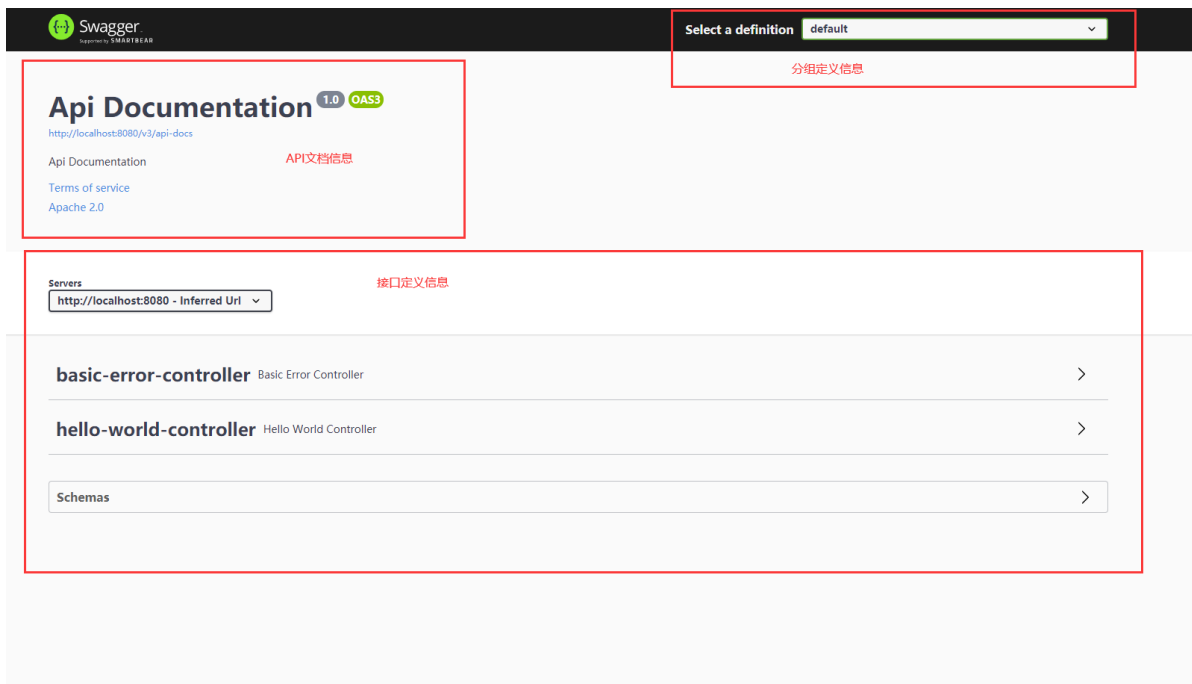 Swagger.
Supported by SMARTBEAR
Select a definition
default
分组定义信息
Api Documentation 1.0 OAS3
http://localhost:8080/v3/api-docs
Api Documentation
API文档信息
Terms of service
Apache 2.0
接口定义信息
Servers
http://localhost:8080 - Inferred Url
basic-error-controller Basic Error Controller
hello-world-controller Hello World Controller
Schemas